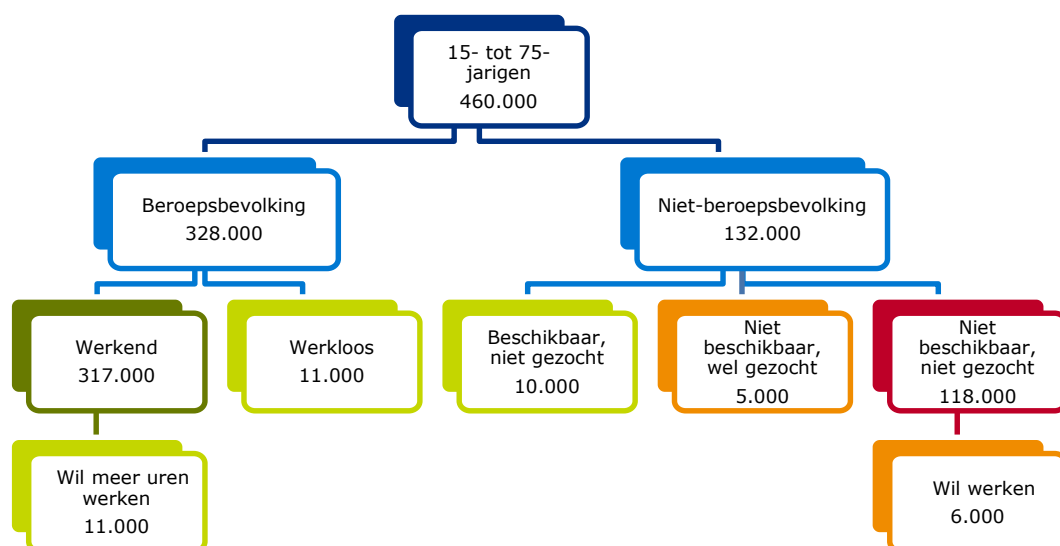 15- tot 75-
jarigen
460.000
Beroepsbevolking
328.000
Niet-beroepsbevolking
132.000
Werkend
317.000
Werkloos
11.000
Beschikbaar,
niet gezocht
10.000
Niet
beschikbaar,
wel gezocht
5.000
Niet
beschikbaar,
niet gezocht
118.000
Wil meer uren
werken
11.000
Wil werken
6.000